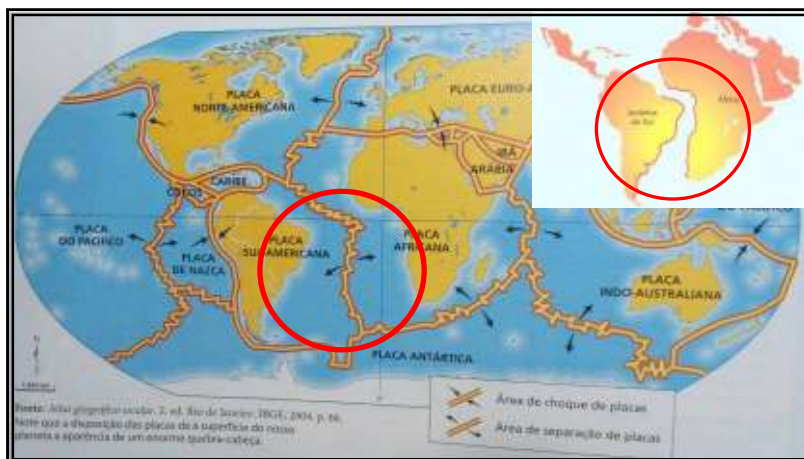 PLACA
NORTE-AMERICANA
PLACA EURO-A
IRÃ
ARÁBIA
COCOS
CARIBE
PLACA
DO PACÍFICO
PLACA
DE NAZCA
PLACA
SUL-AMERICANA
PLACA
AFRICANA
PLACA
INDO-AUSTRALIANA
PLACA ANTÁRTICA
DO PACÍFICO
América
do Sul
África
Área de choque de placas
Área de separação de placas
Fonte: Atlas geográfico escolar. 2. ed. Rio de Janeiro, IBGE, 2004. p. 66.
Note que a disposição das placas dá à superfície do nosso
planeta a aparência de um enorme quebra-cabeça.